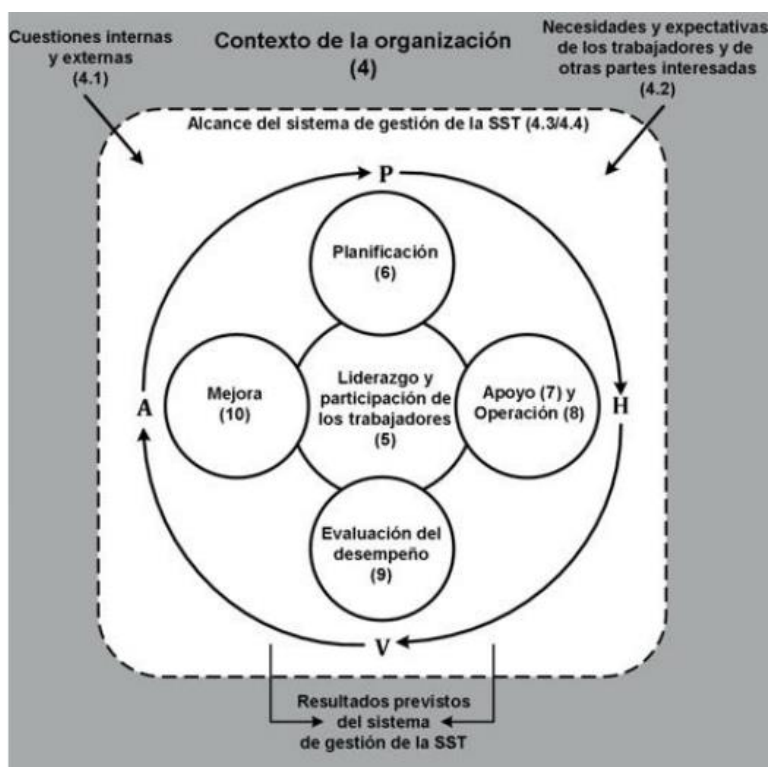 Cuestiones internas
y externas
(4.1)
Contexto de la organización
(4)
Necesidades y expectativas
de los trabajadores y de
otras partes interesadas
(4.2)
Alcance del sistema de gestión de la SST (4.3/4.4)
P
Planificación
(6)
A
Mejora
(10)
Liderazgo y
participación de
los trabajadores
(5)
Apoyo (7) y
Operación (8)
H
Evaluación del
desempeño
(9)
V
Resultados previstos
del sistema
de gestión de la SST